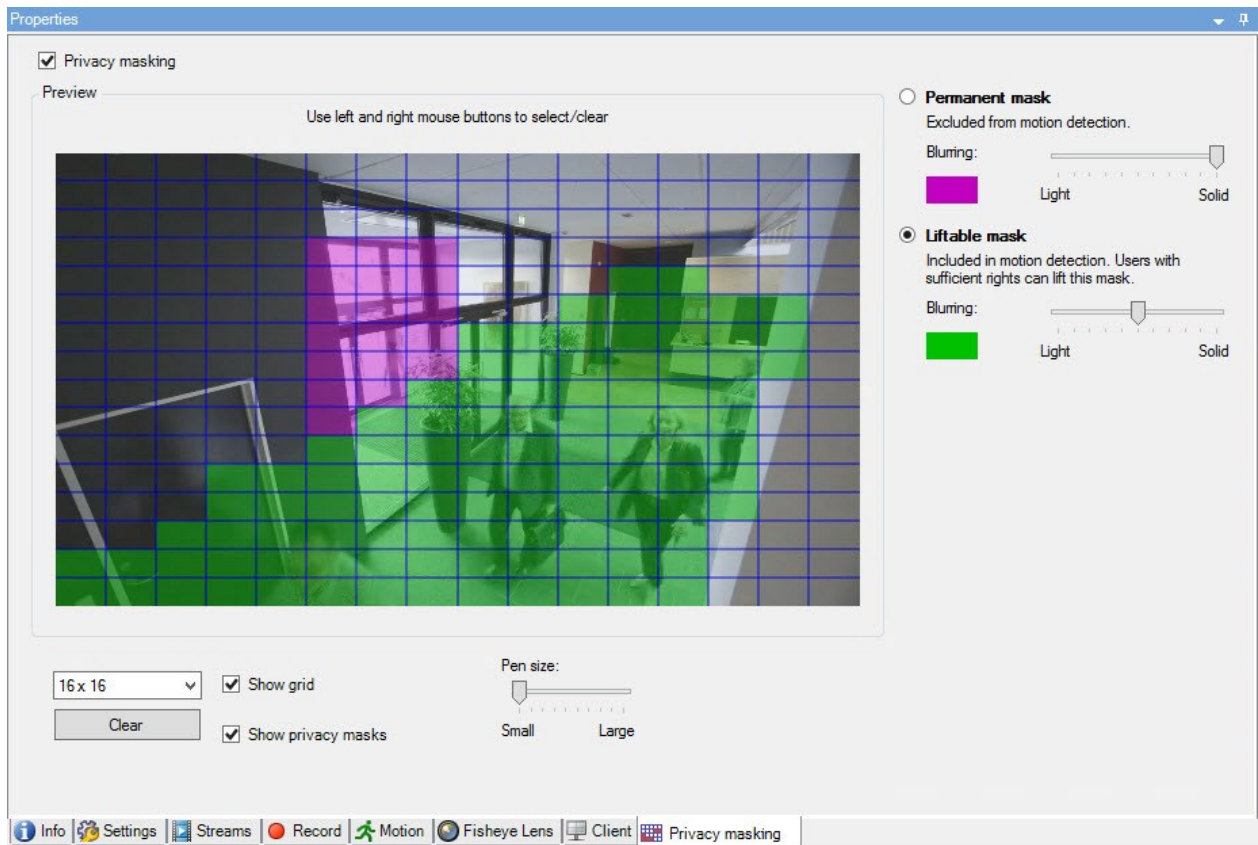 Properties
Privacy masking
Preview
Use left and right mouse buttons to select/clear
Permanent mask
Excluded from motion detection.
Blurring:
Light Solid
Liftable mask
Included in motion detection. Users with
sufficient rights can lift this mask.
Blurring:
Light Solid
16 x 16
Show grid
Clear
Show privacy masks
Pen size:
Small Large
Info Settings Streams Record Motion Fisheye Lens Client Privacy masking